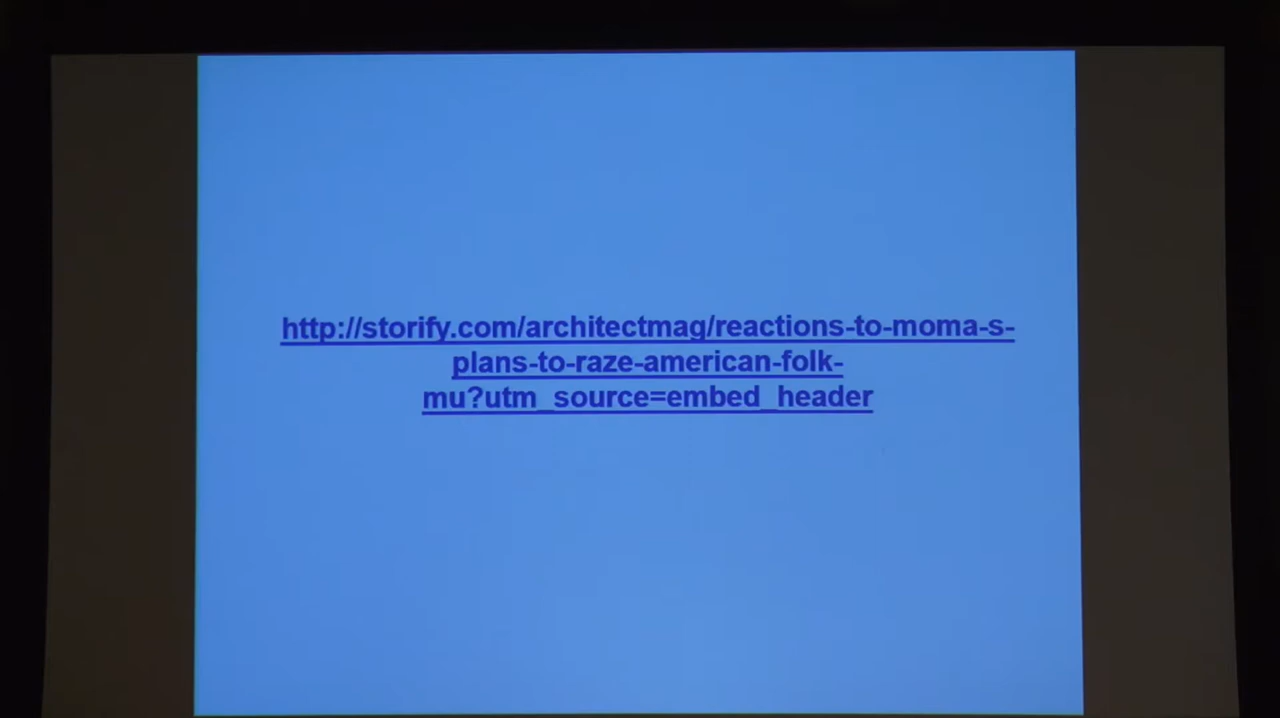 http://storify.com/architectmag/reactions-to-moma-s-
plans-to-raze-american-folk-
mu?utm_source=embed_header